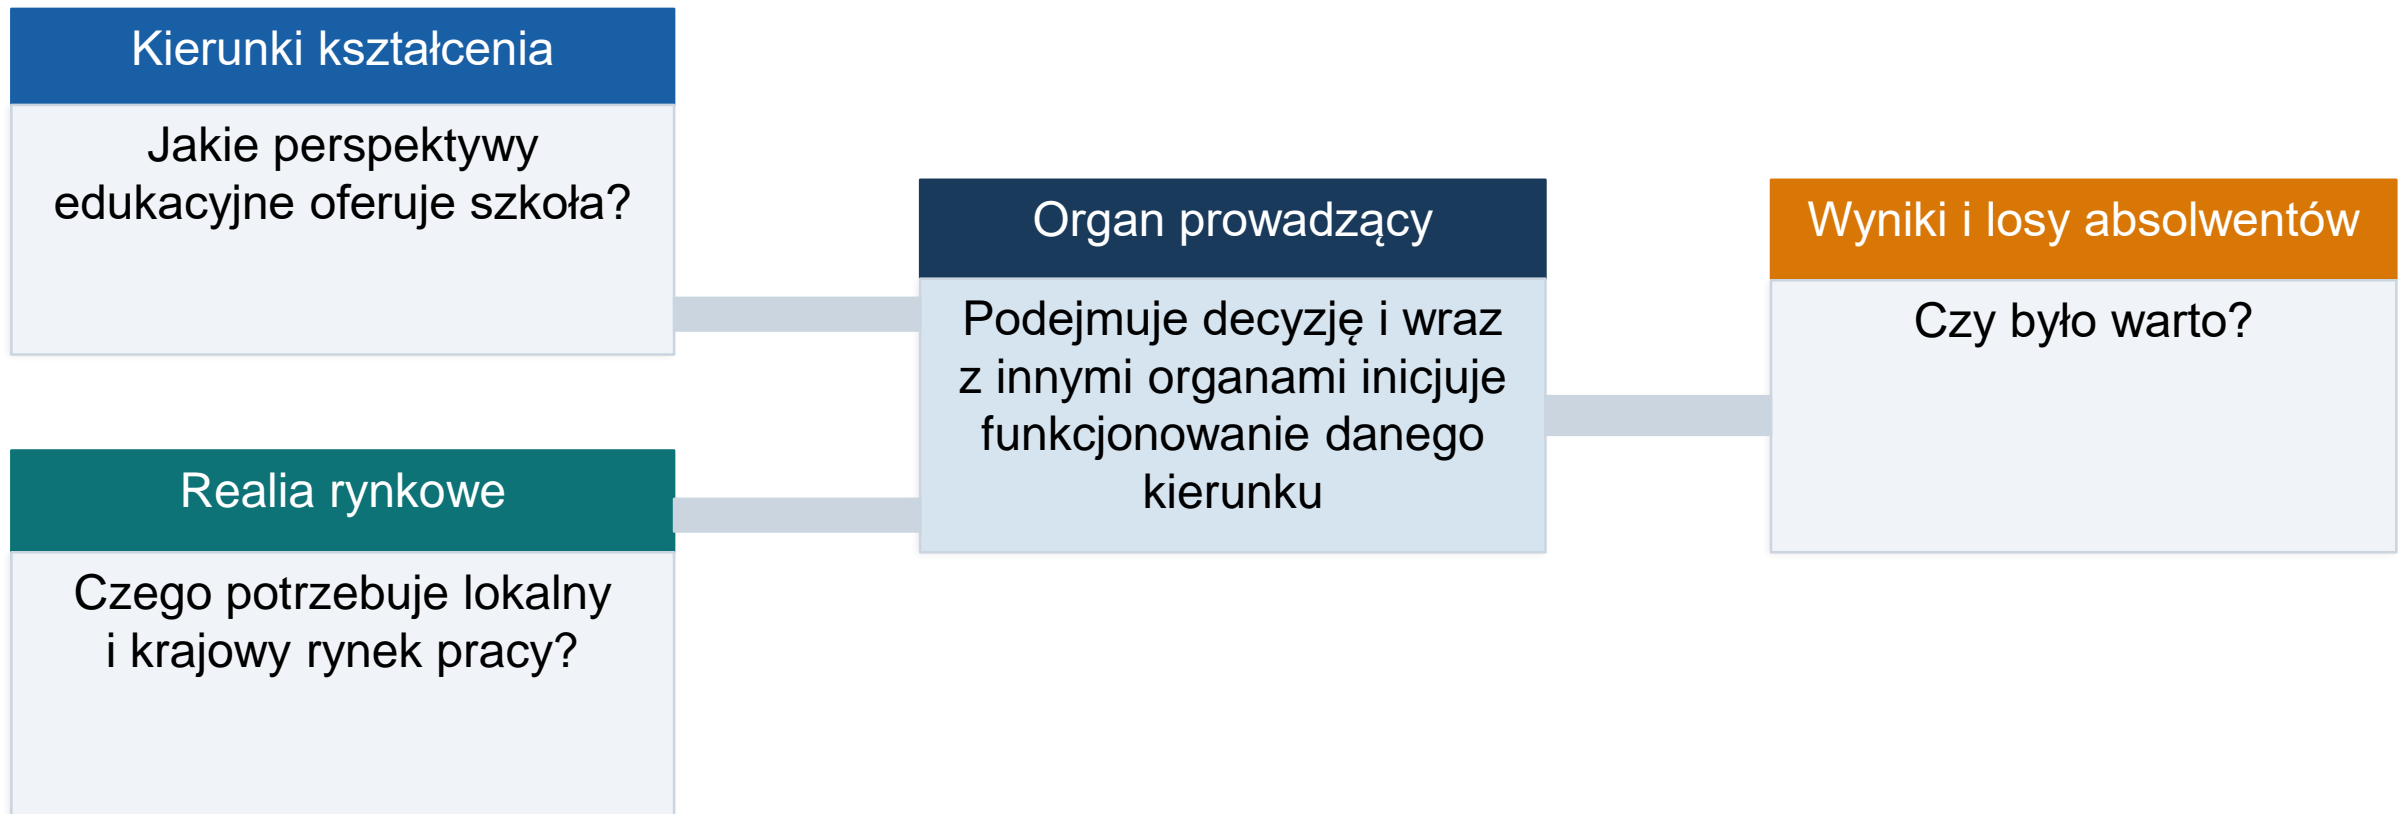 Kierunki kształcenia
Jakie perspektywy
edukacyjne oferuje szkoła?
Realia rynkowe
Czego potrzebuje lokalny
i krajowy rynek pracy?
Organ prowadzący
Podejmuje decyzję i wraz
z innymi organami inicjuje
funkcjonowanie danego
kierunku
Wyniki i losy absolwentów
Czy było warto?